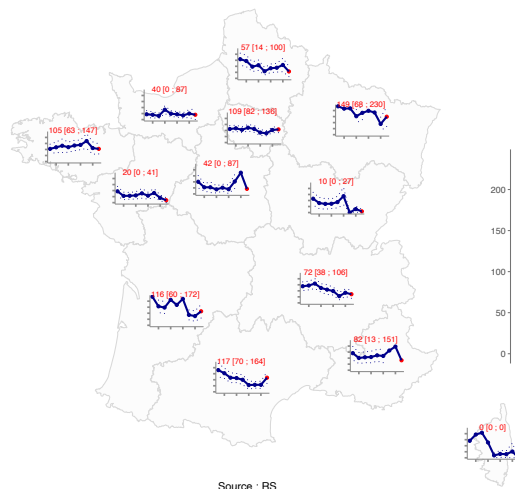 57 [14 ; 100]
40 [0 ; 87]
149 [68 ; 230]
109 [82 ; 136]
105 [63 ; 147]
20 [0 ; 41]
42 [0 ; 87]
10 [0 ; 27]
200
150
100
50
0
72 [38 ; 106]
116 [60 ; 172]
82 [13 ; 151]
117 [70 ; 164]
0 [0 ; 0]
Source : RS